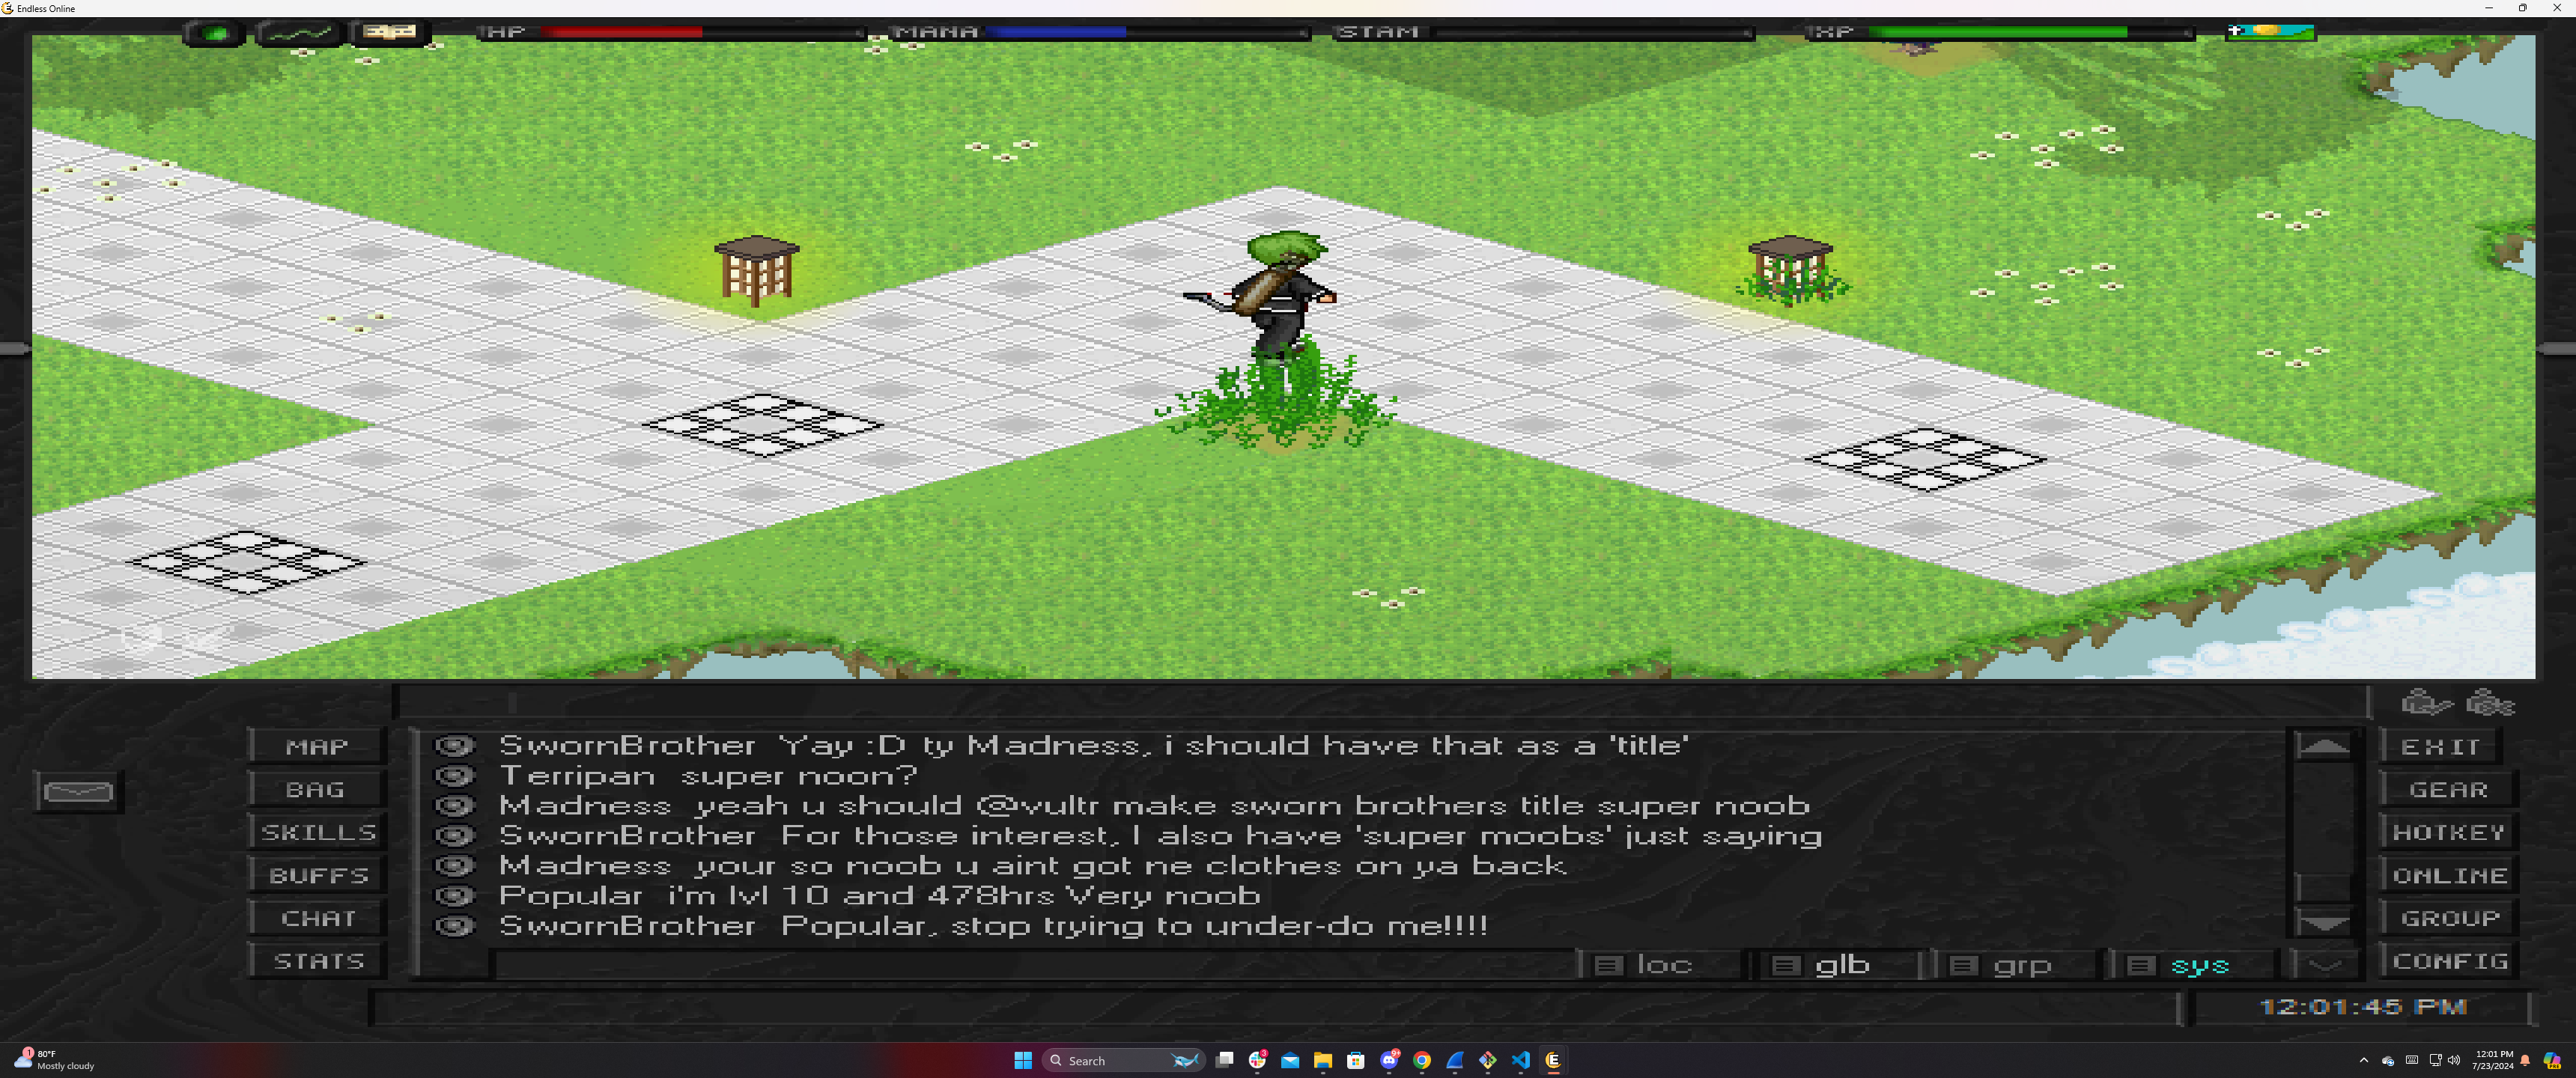 Endless Online
HP MANA STAM XP
MAP
BAG
SKILLS
BUFFS
CHAT
STATS
SwornBrother Yay :D ty Madness, i should have that as a 'title'
Terripan super noon?
Madness yeah u should @vultr make sworn brothers title super noob
SwornBrother For those interest, I also have 'super moobs' just saying
Madness your so noob u aint got ne clothes on ya back
Popular i'm lvl 10 and 478hrs Very noob
SwornBrother Popular, stop trying to under-do me!!!!
loc glb grp sys
EXIT
GEAR
HOTKEY
ONLINE
GROUP
CONFIG
12:01:45 PM
1
80°F
Mostly cloudy
Search
3
9+
12:01 PM
7/23/2024